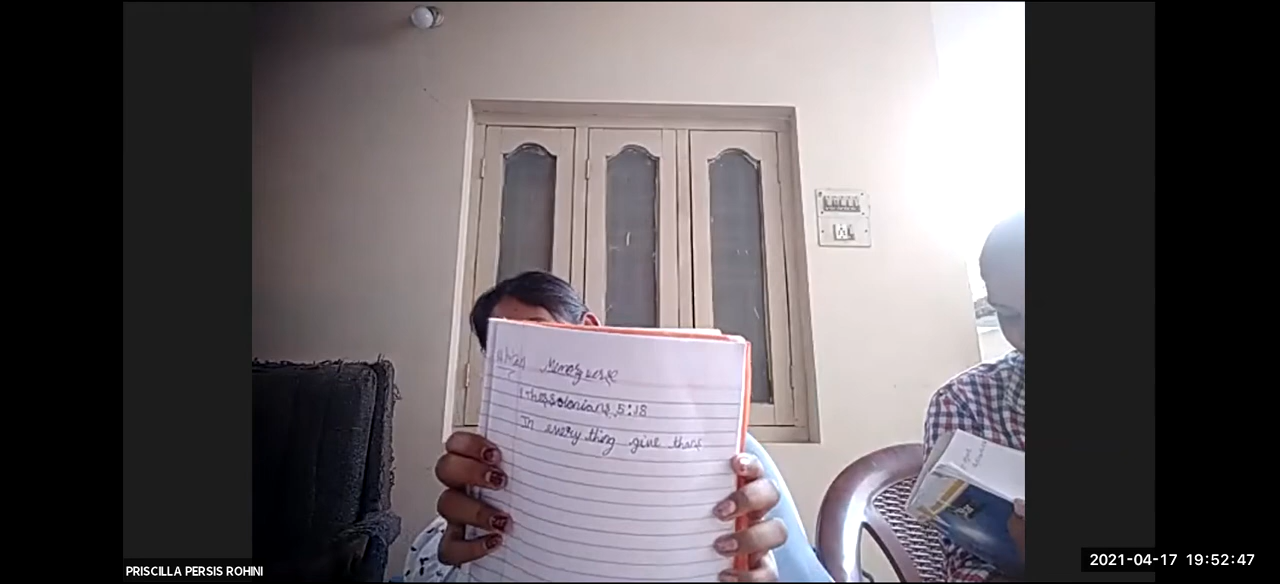 Memory verse
1 thessolonians 5:18
In every thing give thank
PRISCILLA PERSIS ROHINI
2021-04-17 19:52:47